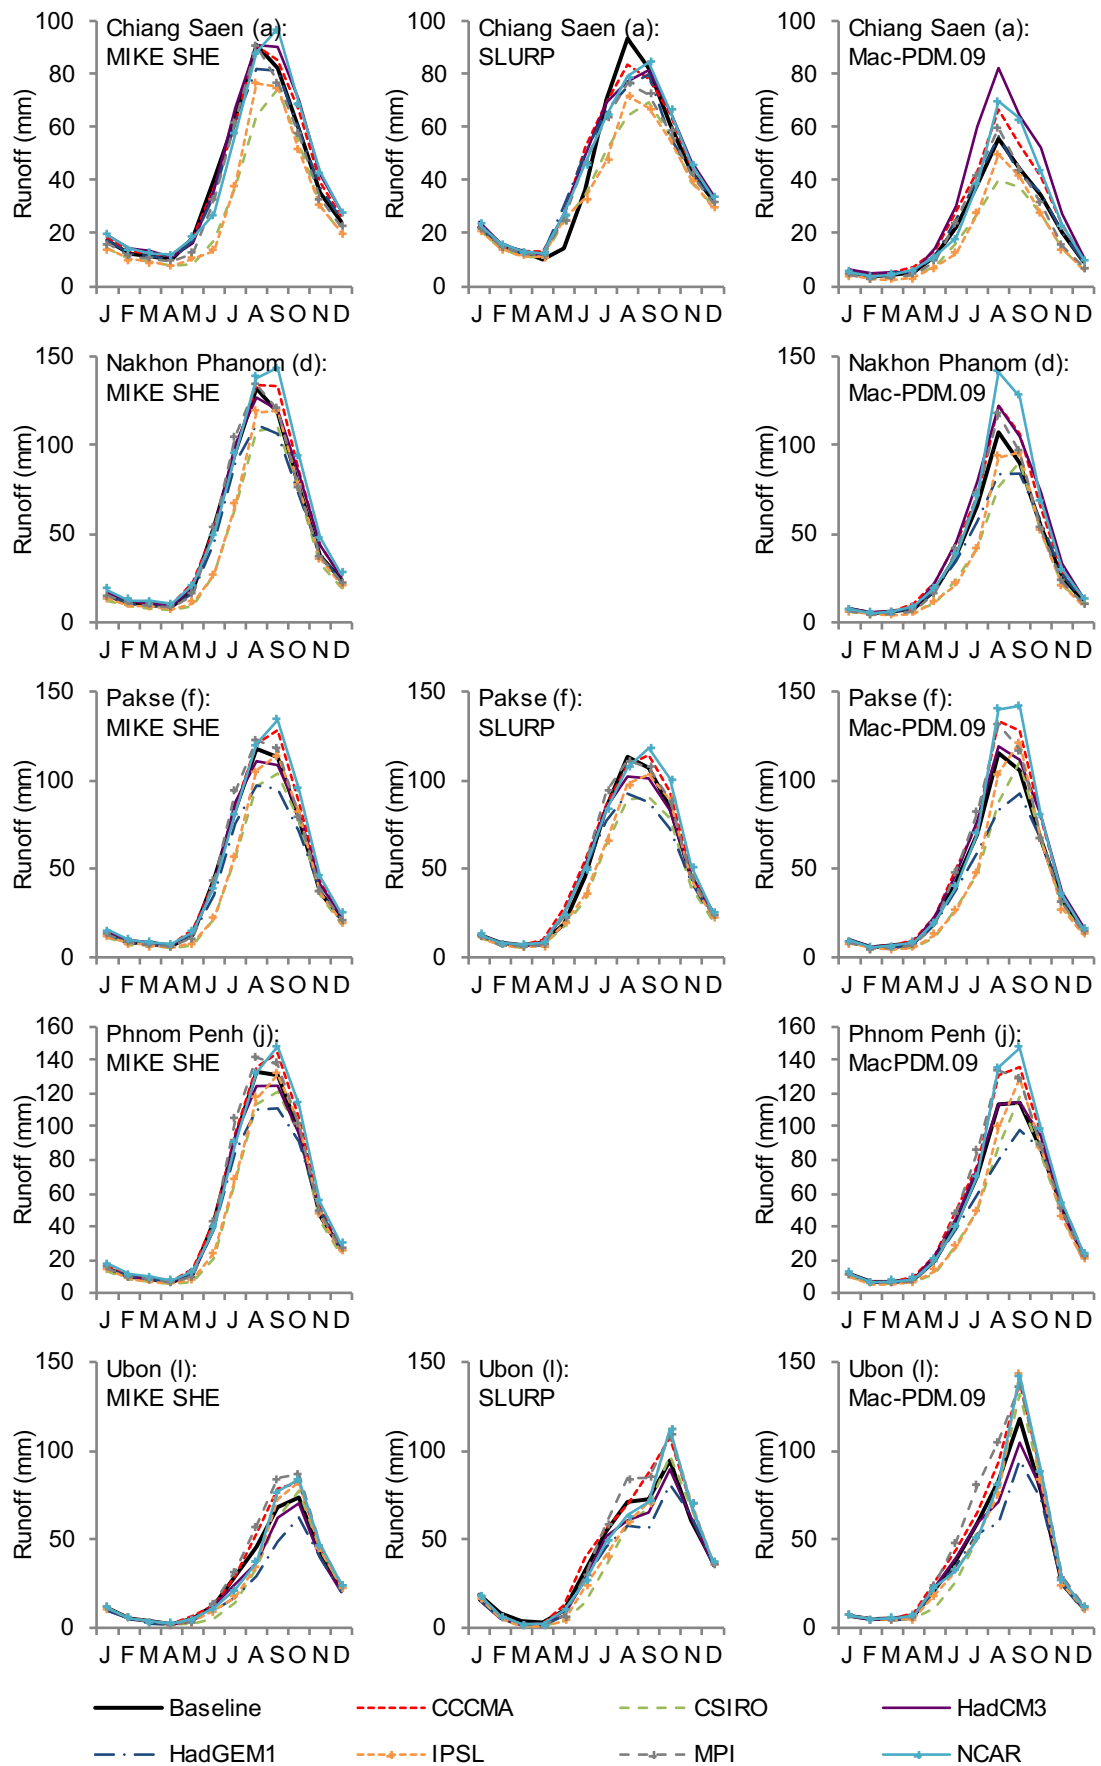 Chiang Saen (a):
MIKE SHE
Runoff (mm)
100
80
60
40
20
0
J F M A M J J A S O N D
Chiang Saen (a):
SLURP
Runoff (mm)
100
80
60
40
20
0
J F M A M J J A S O N D
Chiang Saen (a):
Mac-PDM.09
Runoff (mm)
100
80
60
40
20
0
J F M A M J J A S O N D
Nakhon Phanom (d):
MIKE SHE
Runoff (mm)
150
100
50
0
J F M A M J J A S O N D
Nakhon Phanom (d):
Mac-PDM.09
Runoff (mm)
150
100
50
0
J F M A M J J A S O N D
Pakse (f):
MIKE SHE
Runoff (mm)
150
100
50
0
J F M A M J J A S O N D
Pakse (f):
SLURP
Runoff (mm)
150
100
50
0
J F M A M J J A S O N D
Pakse (f):
Mac-PDM.09
Runoff (mm)
150
100
50
0
J F M A M J J A S O N D
Phnom Penh (j):
MIKE SHE
Runoff (mm)
160
140
120
100
80
60
40
20
0
J F M A M J J A S O N D
Phnom Penh (j):
MacPDM.09
Runoff (mm)
160
140
120
100
80
60
40
20
0
J F M A M J J A S O N D
Ubon (l):
MIKE SHE
Runoff (mm)
150
100
50
0
J F M A M J J A S O N D
Ubon (l):
SLURP
Runoff (mm)
150
100
50
0
J F M A M J J A S O N D
Ubon (l):
Mac-PDM.09
Runoff (mm)
150
100
50
0
J F M A M J J A S O N D
Baseline CCCMA CSIRO HadCM3
HadGEM1 IPSL MPI NCAR